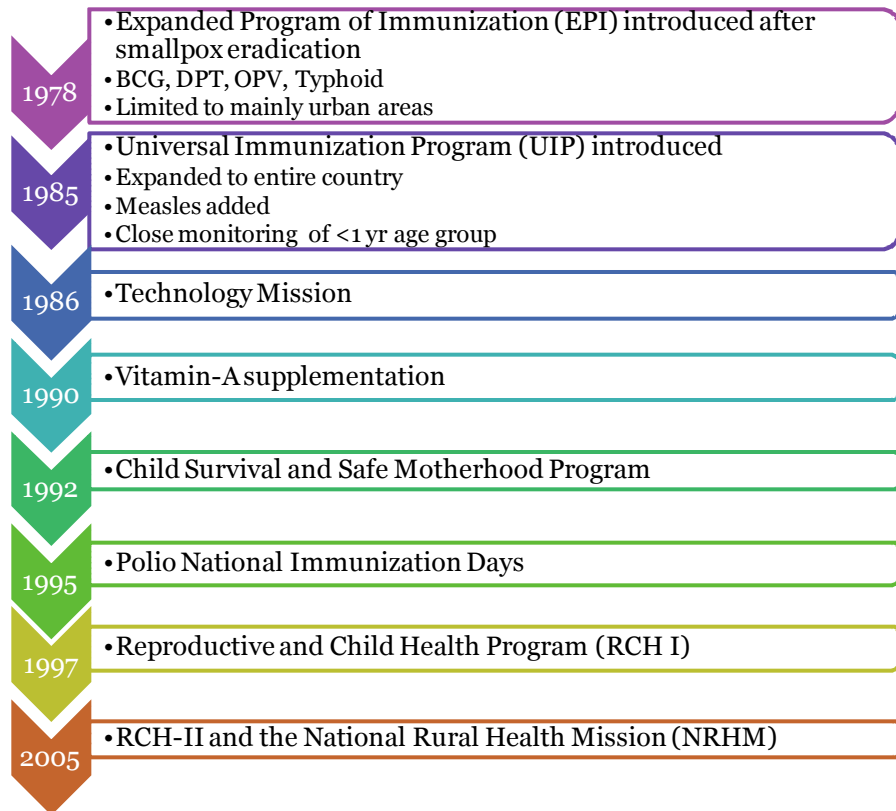 1978
•Expanded Program of Immunization (EPI) introduced after
smallpox eradication
•BCG, DPT, OPV, Typhoid
•Limited to mainly urban areas
1985
•Universal Immunization Program (UIP) introduced
•Expanded to entire country
•Measles added
•Close monitoring of <1 yr age group
1986
•Technology Mission
1990
•Vitamin-A supplementation
1992
•Child Survival and Safe Motherhood Program
1995
•Polio National Immunization Days
1997
•Reproductive and Child Health Program (RCH I)
2005
•RCH-II and the National Rural Health Mission (NRHM)